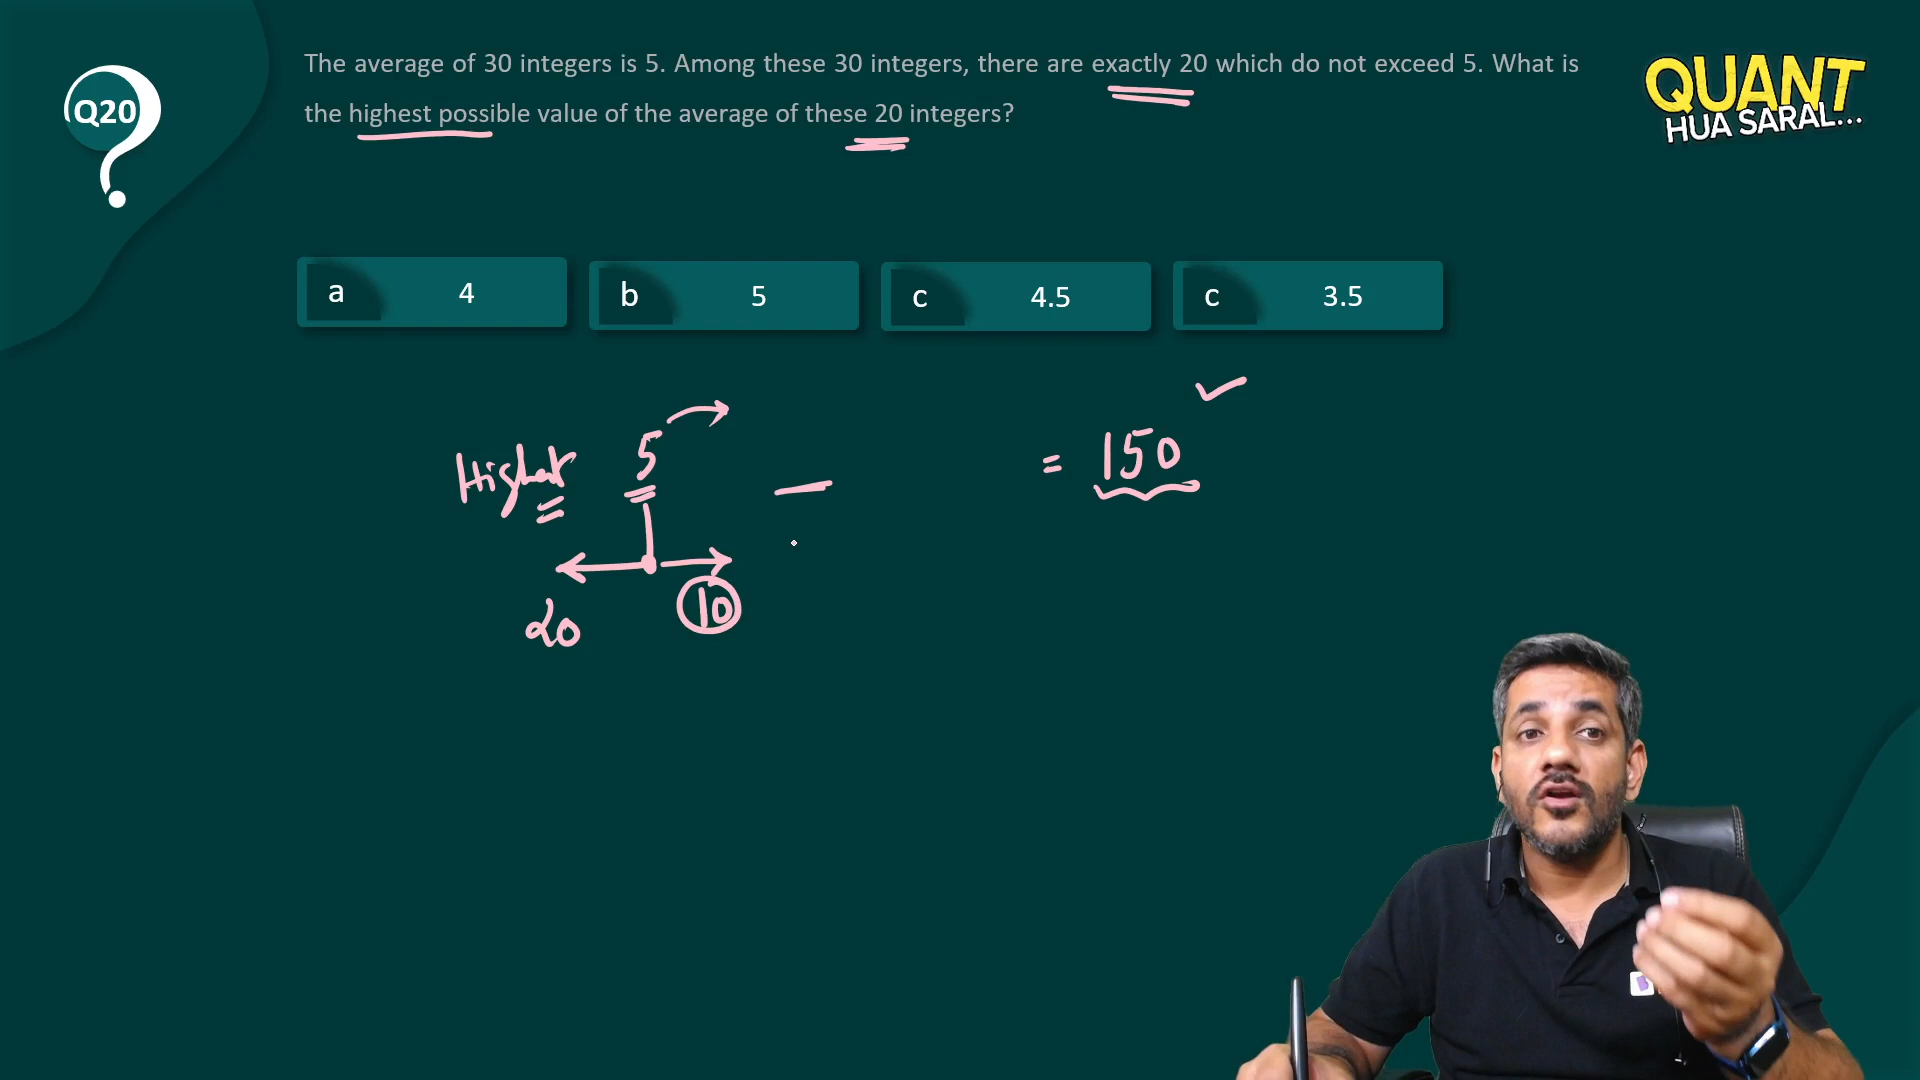 Q20
The average of 30 integers is 5. Among these 30 integers, there are exactly 20 which do not exceed 5. What is
the highest possible value of the average of these 20 integers?
QUANT
HUA SARAL...
a 4
b 5
c 4.5
c 3.5
Highest 5
= 150
20
10